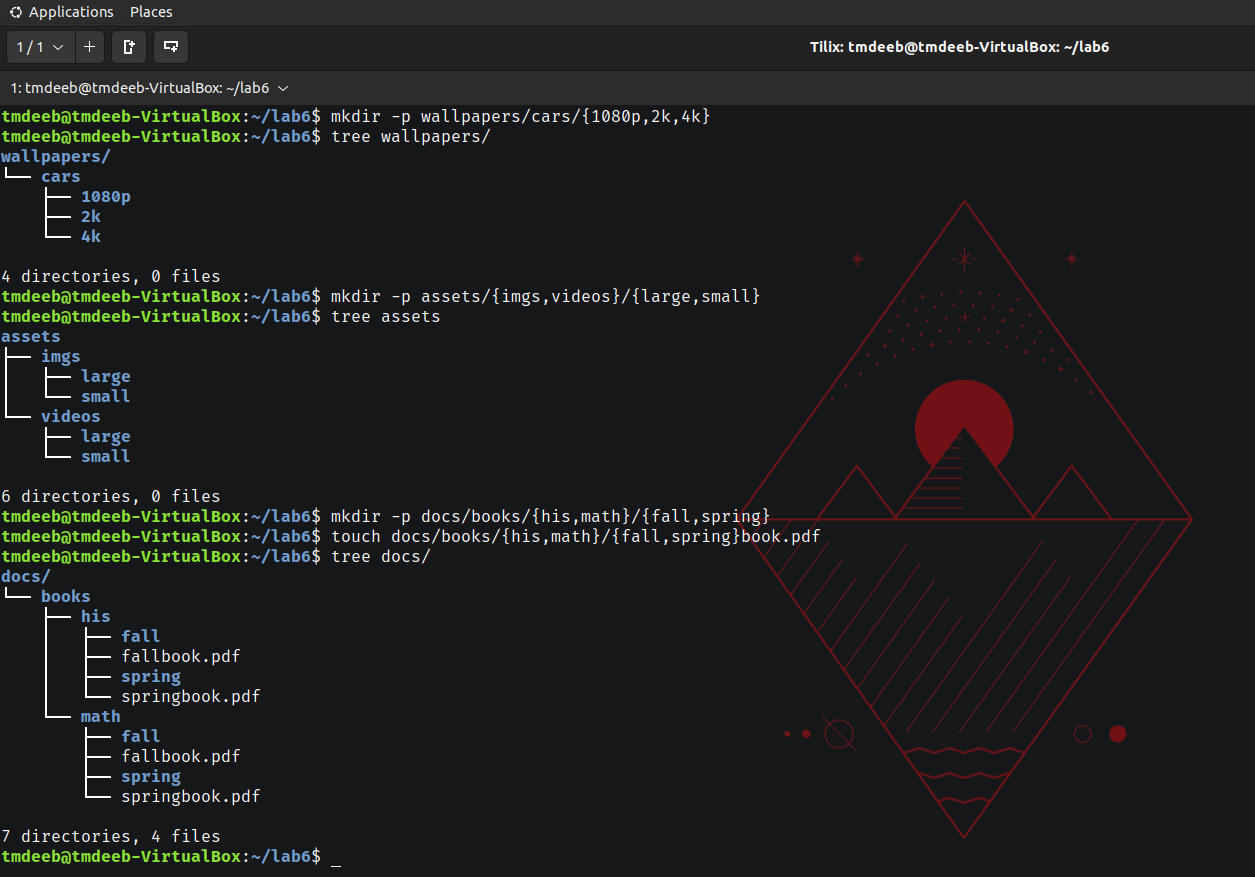 Applications Places
1 / 1 +
Tilix: tmdeeb@tmdeeb-VirtualBox: ~/lab6
1: tmdeeb@tmdeeb-VirtualBox: ~/lab6
tmdeeb@tmdeeb-VirtualBox:~/lab6$ mkdir -p wallpapers/cars/{1080p,2k,4k}
tmdeeb@tmdeeb-VirtualBox:~/lab6$ tree wallpapers/
wallpapers/
└── cars
    ├── 1080p
    ├── 2k
    └── 4k

4 directories, 0 files
tmdeeb@tmdeeb-VirtualBox:~/lab6$ mkdir -p assets/{imgs,videos}/{large,small}
tmdeeb@tmdeeb-VirtualBox:~/lab6$ tree assets
assets
├── imgs
│   ├── large
│   └── small
└── videos
    ├── large
    └── small

6 directories, 0 files
tmdeeb@tmdeeb-VirtualBox:~/lab6$ mkdir -p docs/books/{his,math}/{fall,spring}
tmdeeb@tmdeeb-VirtualBox:~/lab6$ touch docs/books/{his,math}/{fall,spring}book.pdf
tmdeeb@tmdeeb-VirtualBox:~/lab6$ tree docs/
docs/
└── books
    ├── his
    │   ├── fall
    │   ├── fallbook.pdf
    │   ├── spring
    │   └── springbook.pdf
    └── math
        ├── fall
        ├── fallbook.pdf
        ├── spring
        └── springbook.pdf

7 directories, 4 files
tmdeeb@tmdeeb-VirtualBox:~/lab6$ _